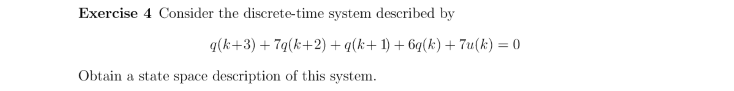 Exercise 4 Consider the discrete-time system described by
q(k+3) + 7q(k+2) + q(k+1) + 6q(k) + 7u(k) = 0
Obtain a state space description of this system.